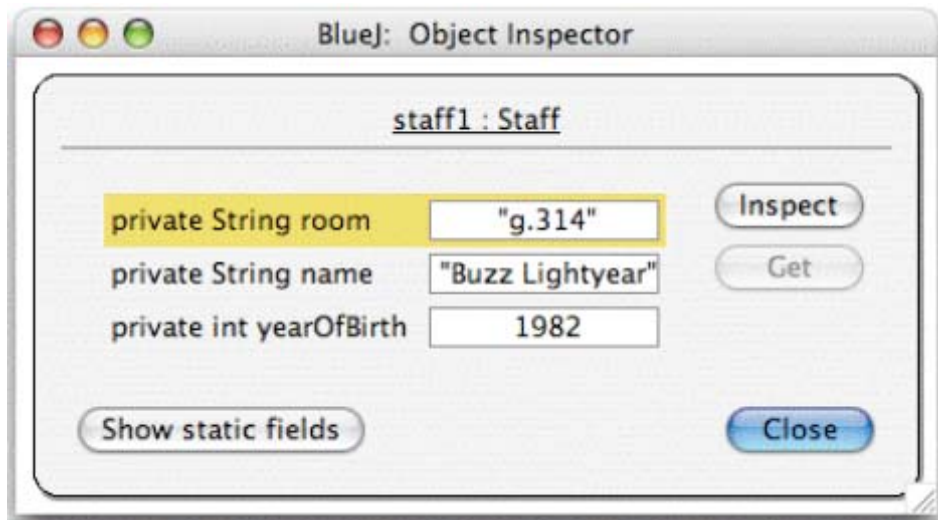 BlueJ: Object Inspector
staff1 : Staff
private String room "g.314" Inspect
private String name "Buzz Lightyear" Get
private int yearOfBirth 1982
Show static fields Close